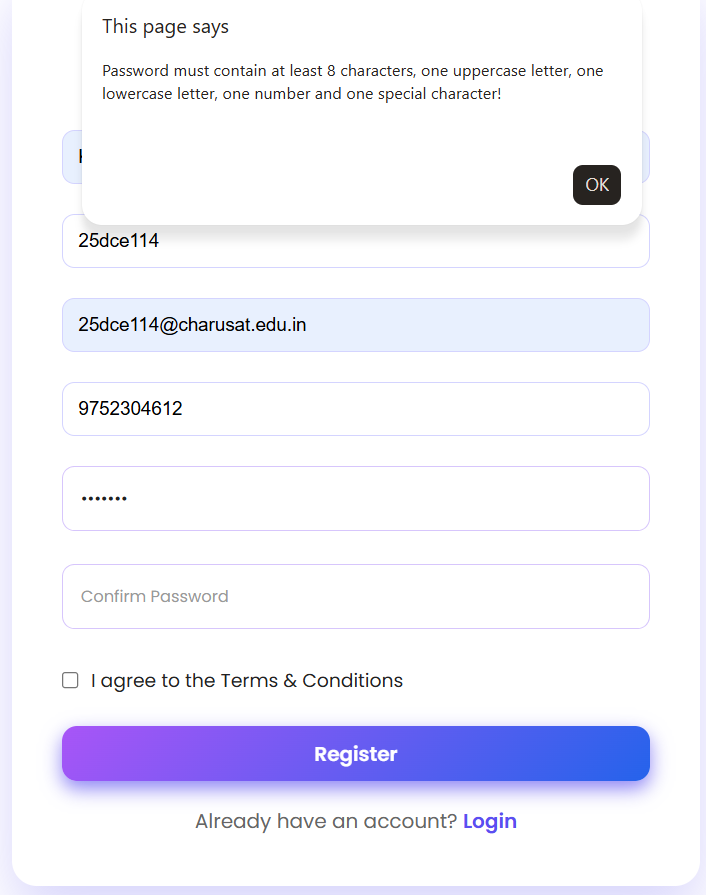 This page says
Password must contain at least 8 characters, one uppercase letter, one
lowercase letter, one number and one special character!
OK
25dce114
25dce114@charusat.edu.in
9752304612
•••••••
Confirm Password
I agree to the Terms & Conditions
Register
Already have an account? Login